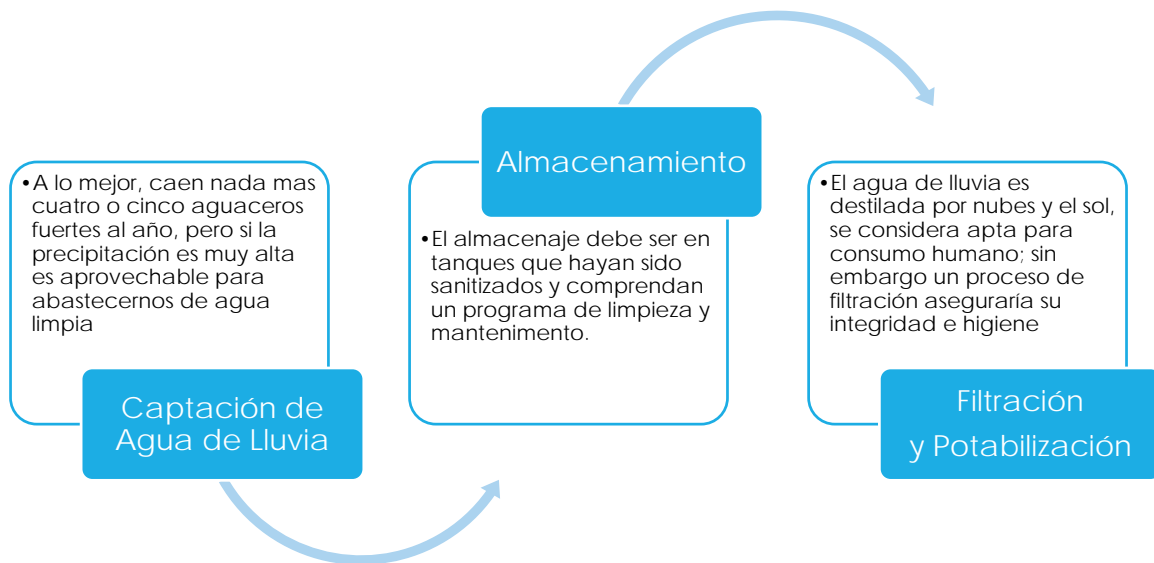 •A lo mejor, caen nada mas
cuatro o cinco aguaceros
fuertes al año, pero si la
precipitación es muy alta
es aprovechable para
abastecernos de agua
limpia
Captación de
Agua de Lluvia
Almacenamiento
•El almacenaje debe ser en
tanques que hayan sido
sanitizados y comprendan
un programa de limpieza y
mantenimento.
•El agua de lluvia es
destilada por nubes y el sol,
se considera apta para
consumo humano; sin
embargo un proceso de
filtración aseguraría su
integridad e higiene
Filtración
y Potabilización